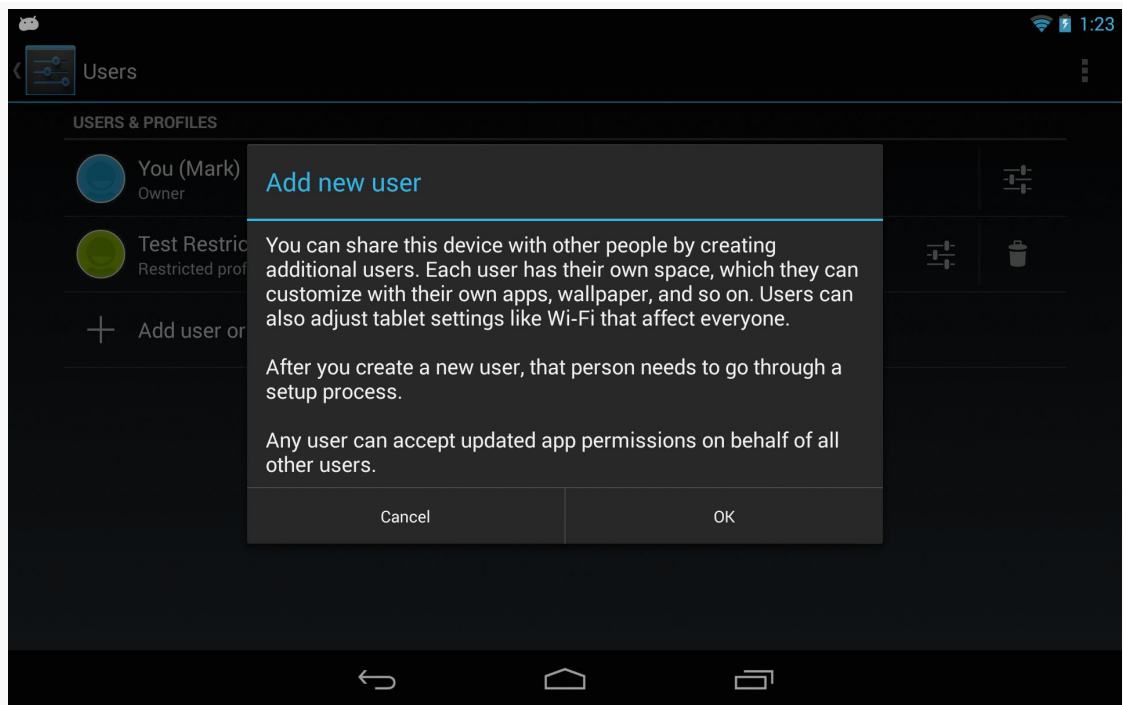 1:23
Users
USERS & PROFILES
You (Mark)
Owner
Test Restric
Restricted prof
Add user or
Add new user
You can share this device with other people by creating
additional users. Each user has their own space, which they can
customize with their own apps, wallpaper, and so on. Users can
also adjust tablet settings like Wi-Fi that affect everyone.
After you create a new user, that person needs to go through a
setup process.
Any user can accept updated app permissions on behalf of all
other users.
Cancel
OK